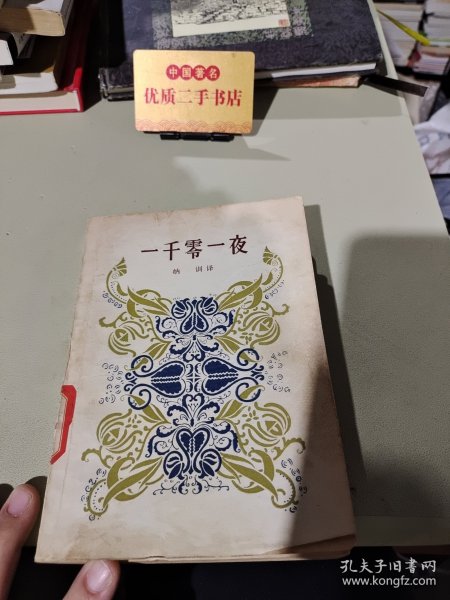 中国著名
优质二手书店
一千零一夜
纳 训译
孔夫子旧书网
www.kongfz.com